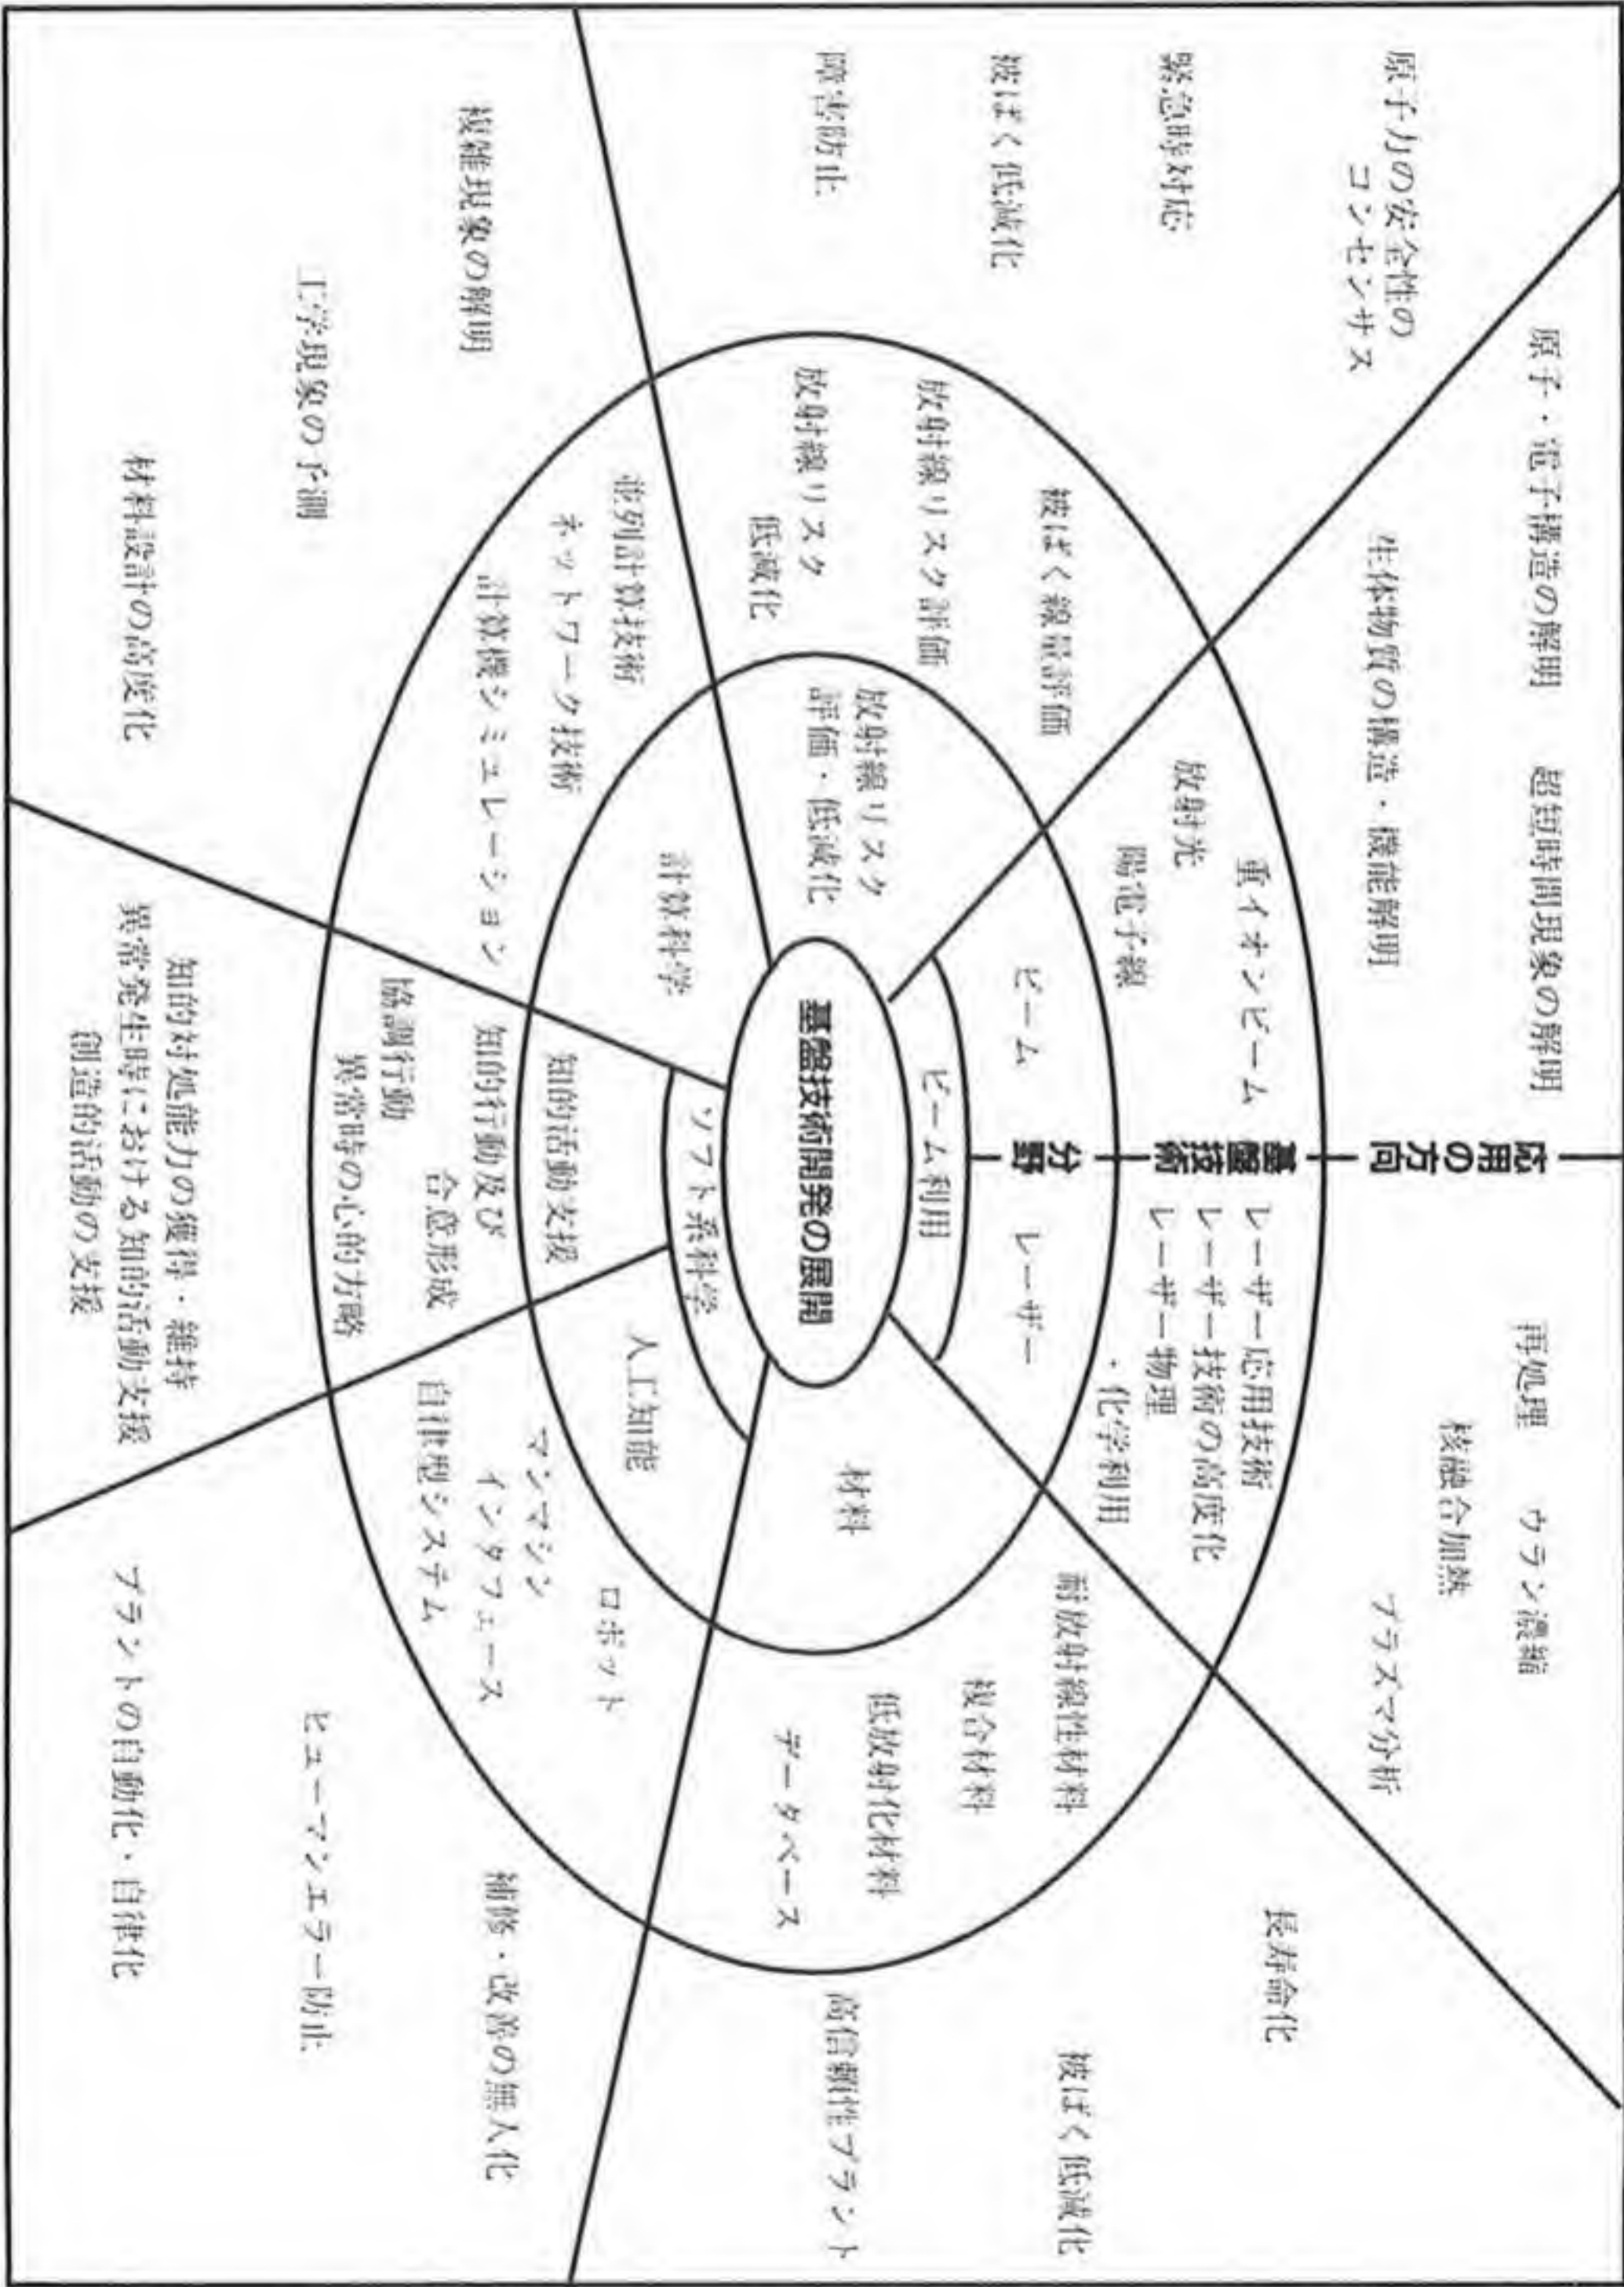 応用の方向
基盤技術
分野
ビーム利用
基盤技術開発の展開
ソフト系科学
原子・電子構造の解明
超短時間現象の解明
生体物質の構造・機能解明
重イオンビーム
放射光
陽電子線
ビーム
再処理
ウラン濃縮
核融合加熱
プラズマ分析
レーザー応用技術
レーザー技術の高度化
レーザー物理
・化学利用
レーザー
長寿命化
被ばく低減化
高信頼性プラント
耐放射線性材料
複合材料
低放射化材料
データベース
材料
補修・改善の無人化
ヒューマンエラー防止
プラントの自動化・自律化
ロボット
マンマシン
インタフェース
自律型システム
人工知能
知的活動支援
知的行動及び
合意形成
協調行動
異常時の心的方略
知的対処能力の獲得・維持
異常発生時における知的活動支援
創造的活動の支援
計算科学
並列計算技術
ネットワーク技術
計算機シミュレーション
複雑現象の解明
工学現象の予測
材料設計の高度化
放射線リスク
評価・低減化
被ばく線量評価
放射線リスク評価
放射線リスク
低減化
原子力の安全性の
コンセンサス
緊急時対応
被ばく低減化
障害防止